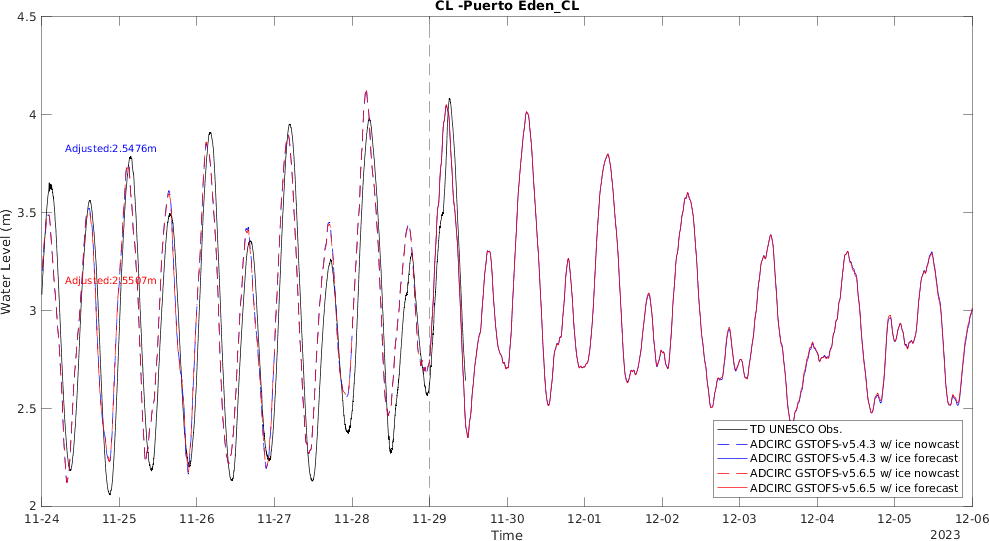 CL -Puerto Eden_CL
4.5
4
3.5
3
2.5
2
Water Level (m)
Adjusted:2.5476m
Adjusted:2.5507m
TD UNESCO Obs.
ADCIRC GSTOFS-v5.4.3 w/ ice nowcast
ADCIRC GSTOFS-v5.4.3 w/ ice forecast
ADCIRC GSTOFS-v5.6.5 w/ ice nowcast
ADCIRC GSTOFS-v5.6.5 w/ ice forecast
11-24 11-25 11-26 11-27 11-28 11-29 11-30 12-01 12-02 12-03 12-04 12-05 12-06
Time
2023